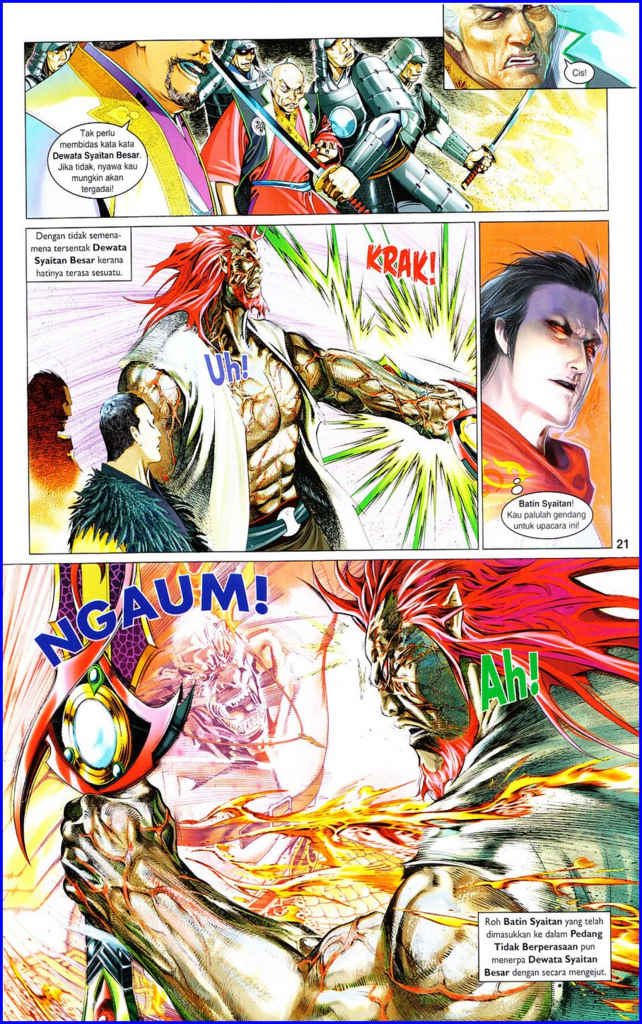 Cis!
Tak perlu
membidas kata kata
Dewata Syaitan Besar.
Jika tidak, nyawa kau
mungkin akan
tergadai!
Dengan tidak semena-
mena tersentak Dewata
Syaitan Besar kerana
hatinya terasa sesuatu.
Uh!
KRAK!
Batin Syaitan!
Kau palulah gendang
untuk upacara ini!
21
NGAUM!
Ah!
Roh Batin Syaitan yang telah
dimasukkan ke dalam Pedang
Tidak Berperasaan pun
menerpa Dewata Syaitan
Besar dengan secara mengejut.